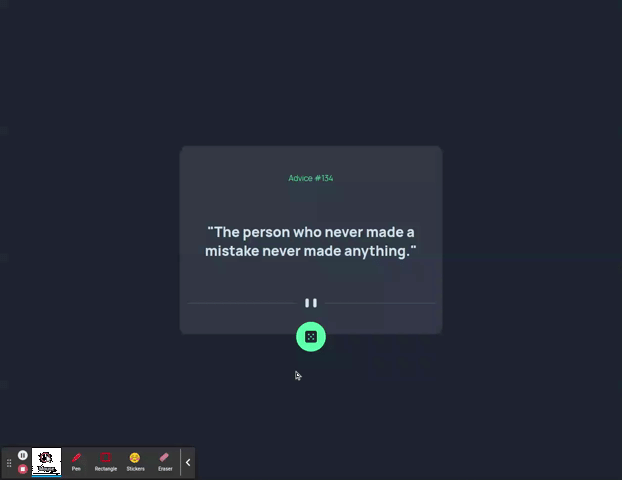 Advice #134
"The person who never made a
mistake never made anything."
Pen
Rectangle
Stickers
Eraser